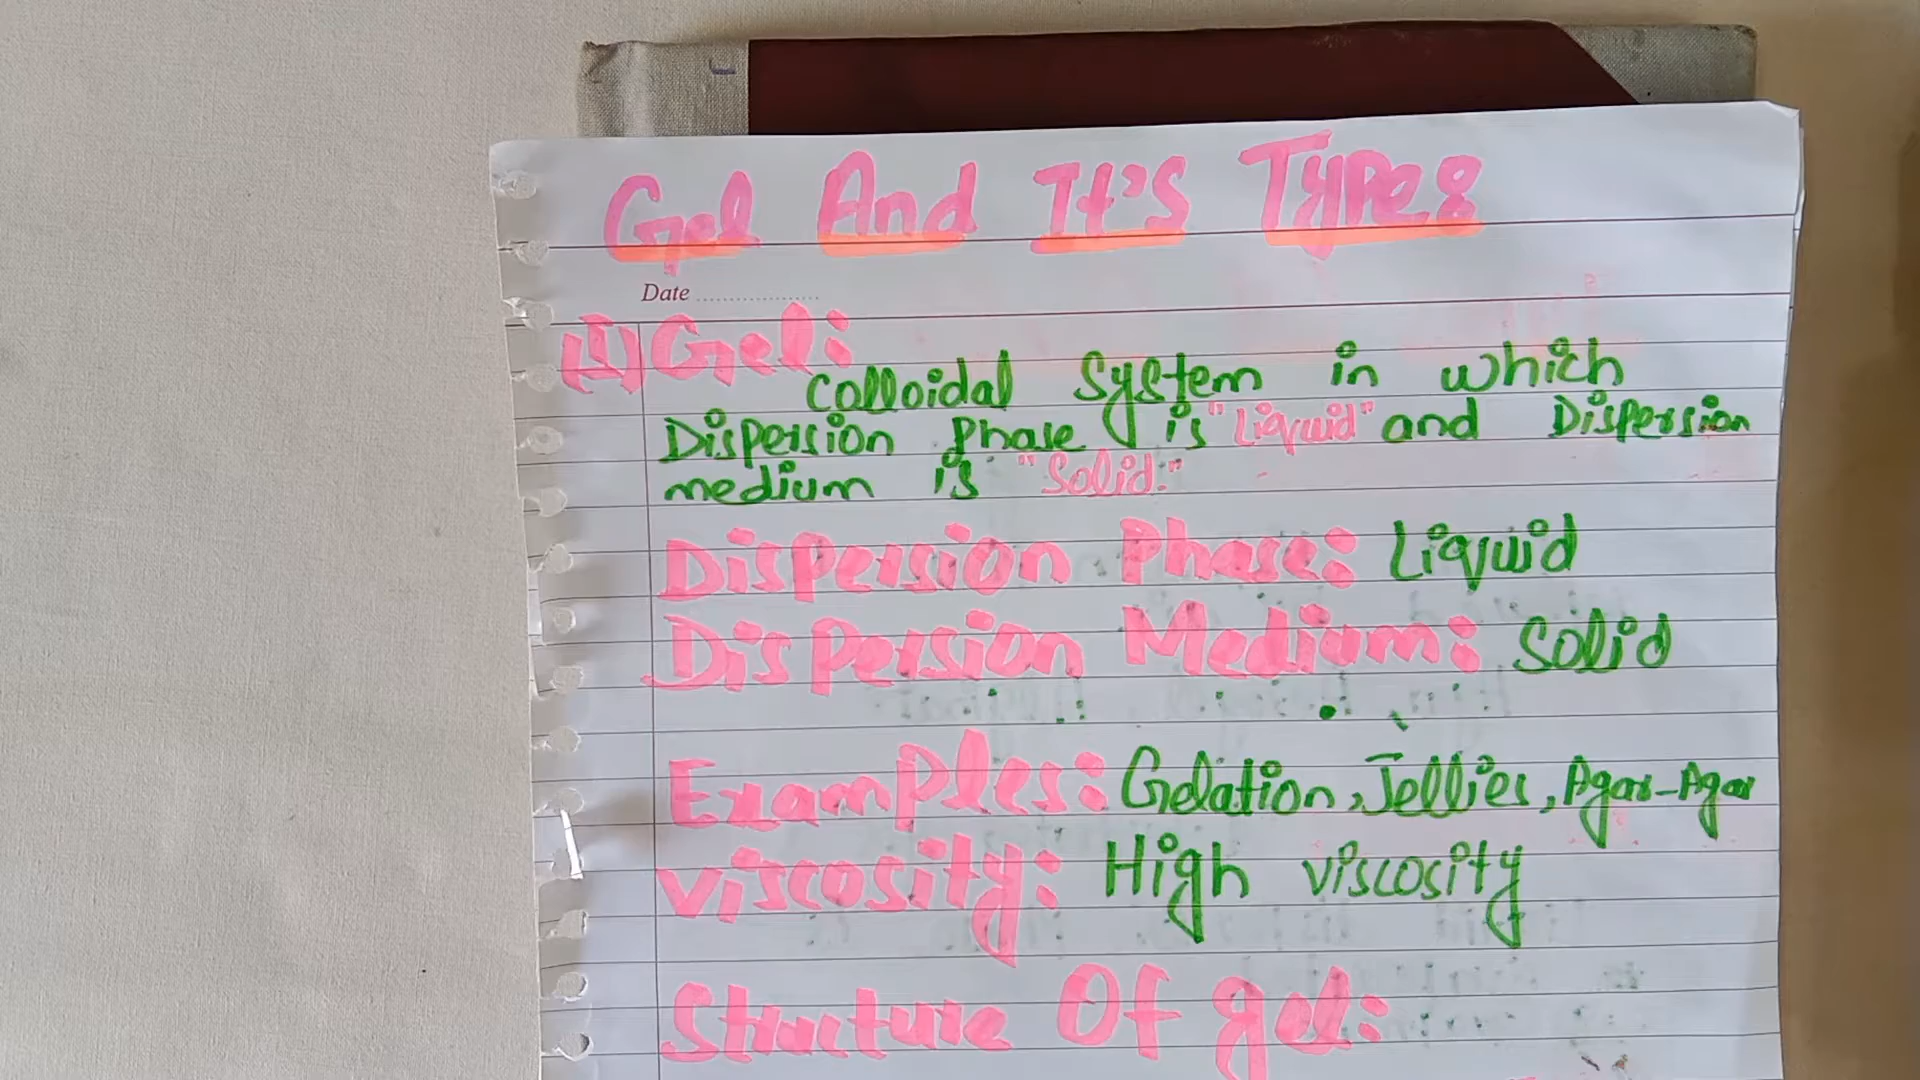 Gel And It's Types
Date ....................
(1) Gel:
Colloidal System in which
Dispersion Phase is "Liquid" and Dispersion
medium is "Solid."
Dispersion Phase: Liquid
Dispersion Medium: Solid
Examples: Gelation, Jellies, Agar-Agar
Viscosity: High viscosity
Structure Of gel: